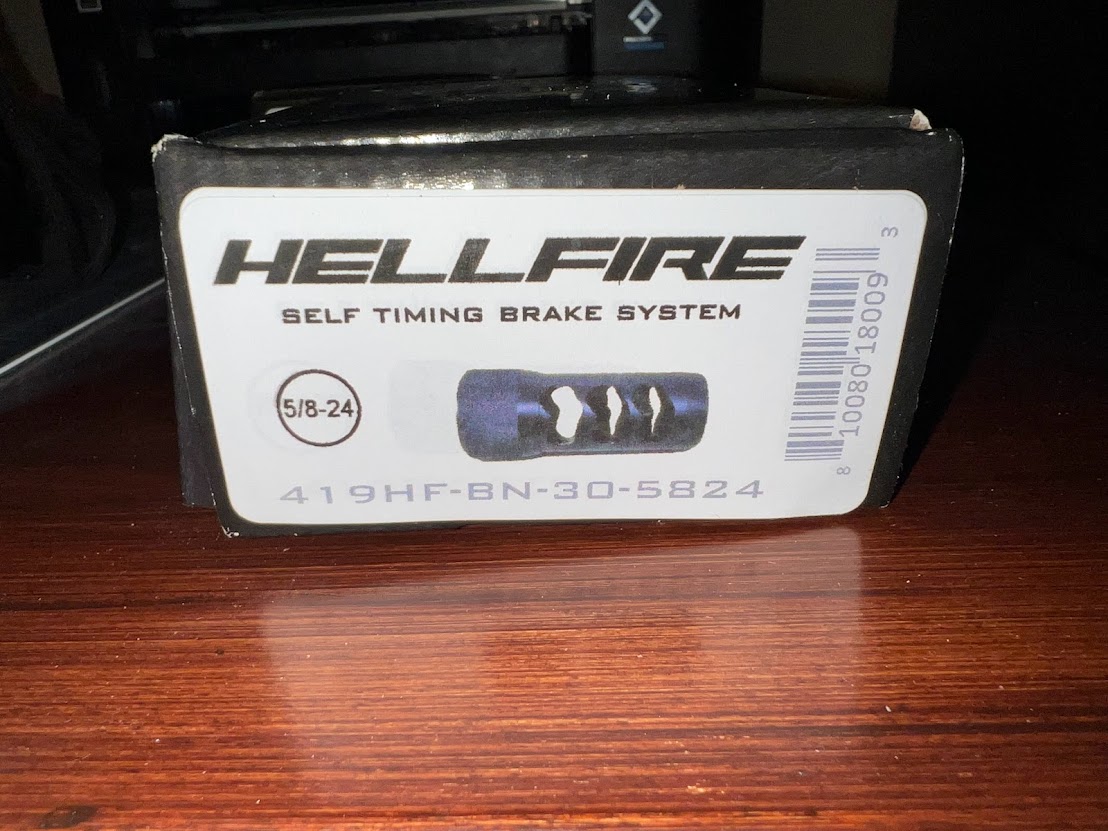 HELLFIRE
SELF TIMING BRAKE SYSTEM
5/8-24
419HF-BN-30-5824
8 10080 18009 3